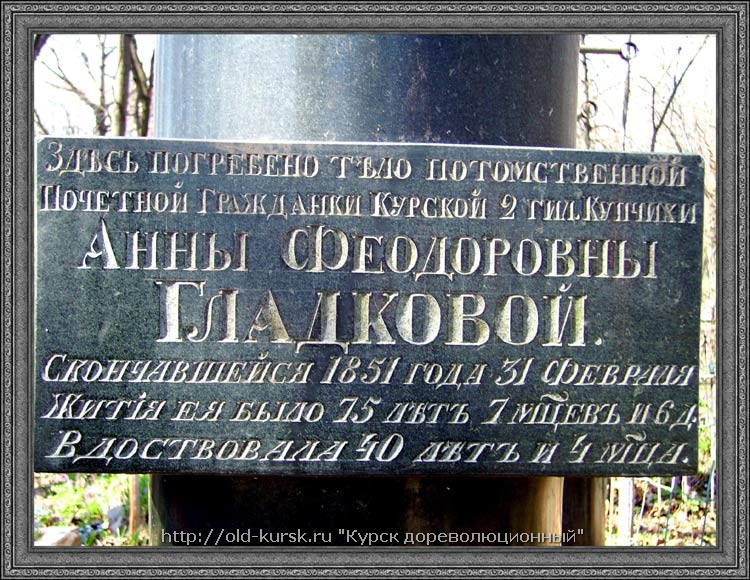 Здѣсь погребено тѣло потомственной
Почетной Гражданки Курской 2 гил. Купчихи
Анны Феодоровны
Гладковой.
Скончавшейся 1851 года 31 Февраля
Житія ея было 75 лѣтъ 7 мцевъ и 6 д.
Вдоствовала 40 лѣтъ и 4 мца.
http://old-kursk.ru "Курск дореволюционный"